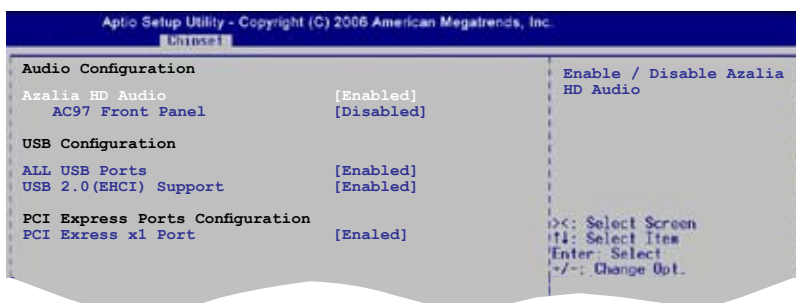 Aptio Setup Utility - Copyright (C) 2006 American Megatrends, Inc.
Chipset
Audio Configuration
Azalia HD Audio [Enabled]
AC97 Front Panel [Disabled]
USB Configuration
ALL USB Ports [Enabled]
USB 2.0(EHCI) Support [Enabled]
PCI Express Ports Configuration
PCI Exress x1 Port [Enaled]
Enable / Disable Azalia
HD Audio
><: Select Screen
↑↓: Select Item
Enter: Select
+/-: Change Opt.